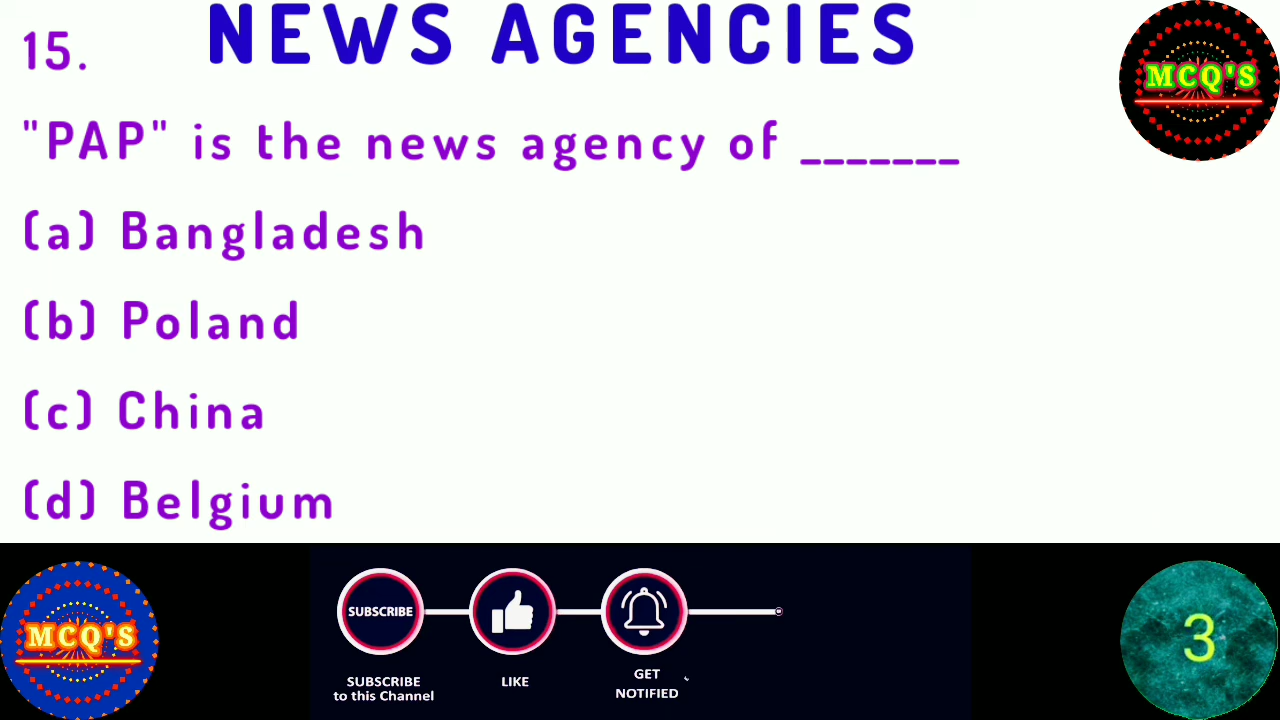 NEWS AGENCIES
15.
"PAP" is the news agency of _______
(a) Bangladesh
(b) Poland
(c) China
(d) Belgium
MCQ'S
MCQ'S
SUBSCRIBE
SUBSCRIBE
to this Channel
LIKE
GET
NOTIFIED
3